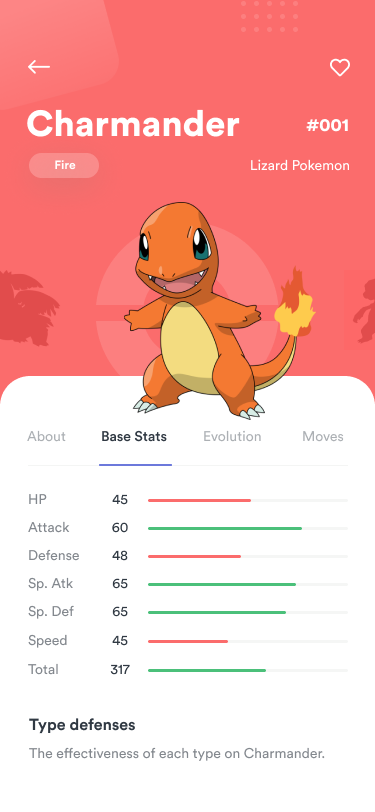 Charmander #001
Fire Lizard Pokemon
About Base Stats Evolution Moves
HP 45
Attack 60
Defense 48
Sp. Atk 65
Sp. Def 65
Speed 45
Total 317
Type defenses
The effectiveness of each type on Charmander.